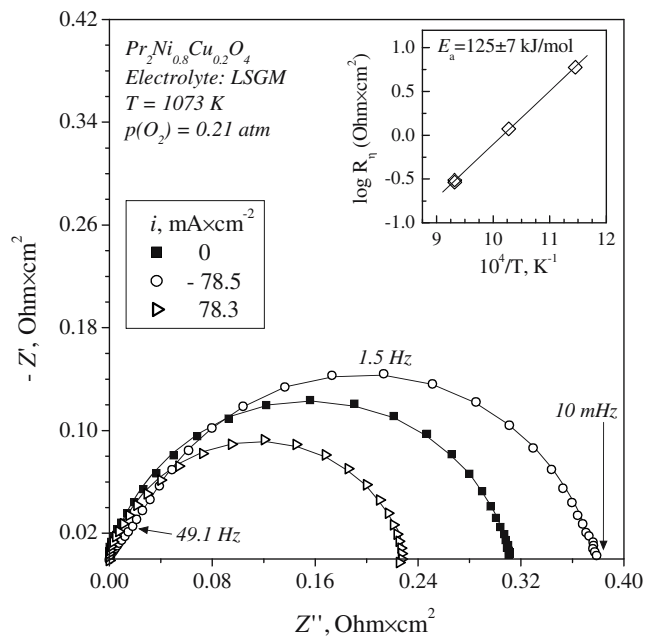 Pr2Ni0.8Cu0.2O4
Electrolyte: LSGM
T = 1073 K
p(O2) = 0.21 atm
i, mA×cm-2
0
- 78.5
78.3
Ea=125±7 kJ/mol
log Rη (Ohm×cm2)
1.0
0.5
0.0
-0.5
-1.0
9 10 11 12
10^4/T, K-1
- Z', Ohm×cm2
0.42
0.34
0.26
0.18
0.10
0.02
1.5 Hz
10 mHz
49.1 Hz
0.00 0.08 0.16 0.24 0.32 0.40
Z'', Ohm×cm2